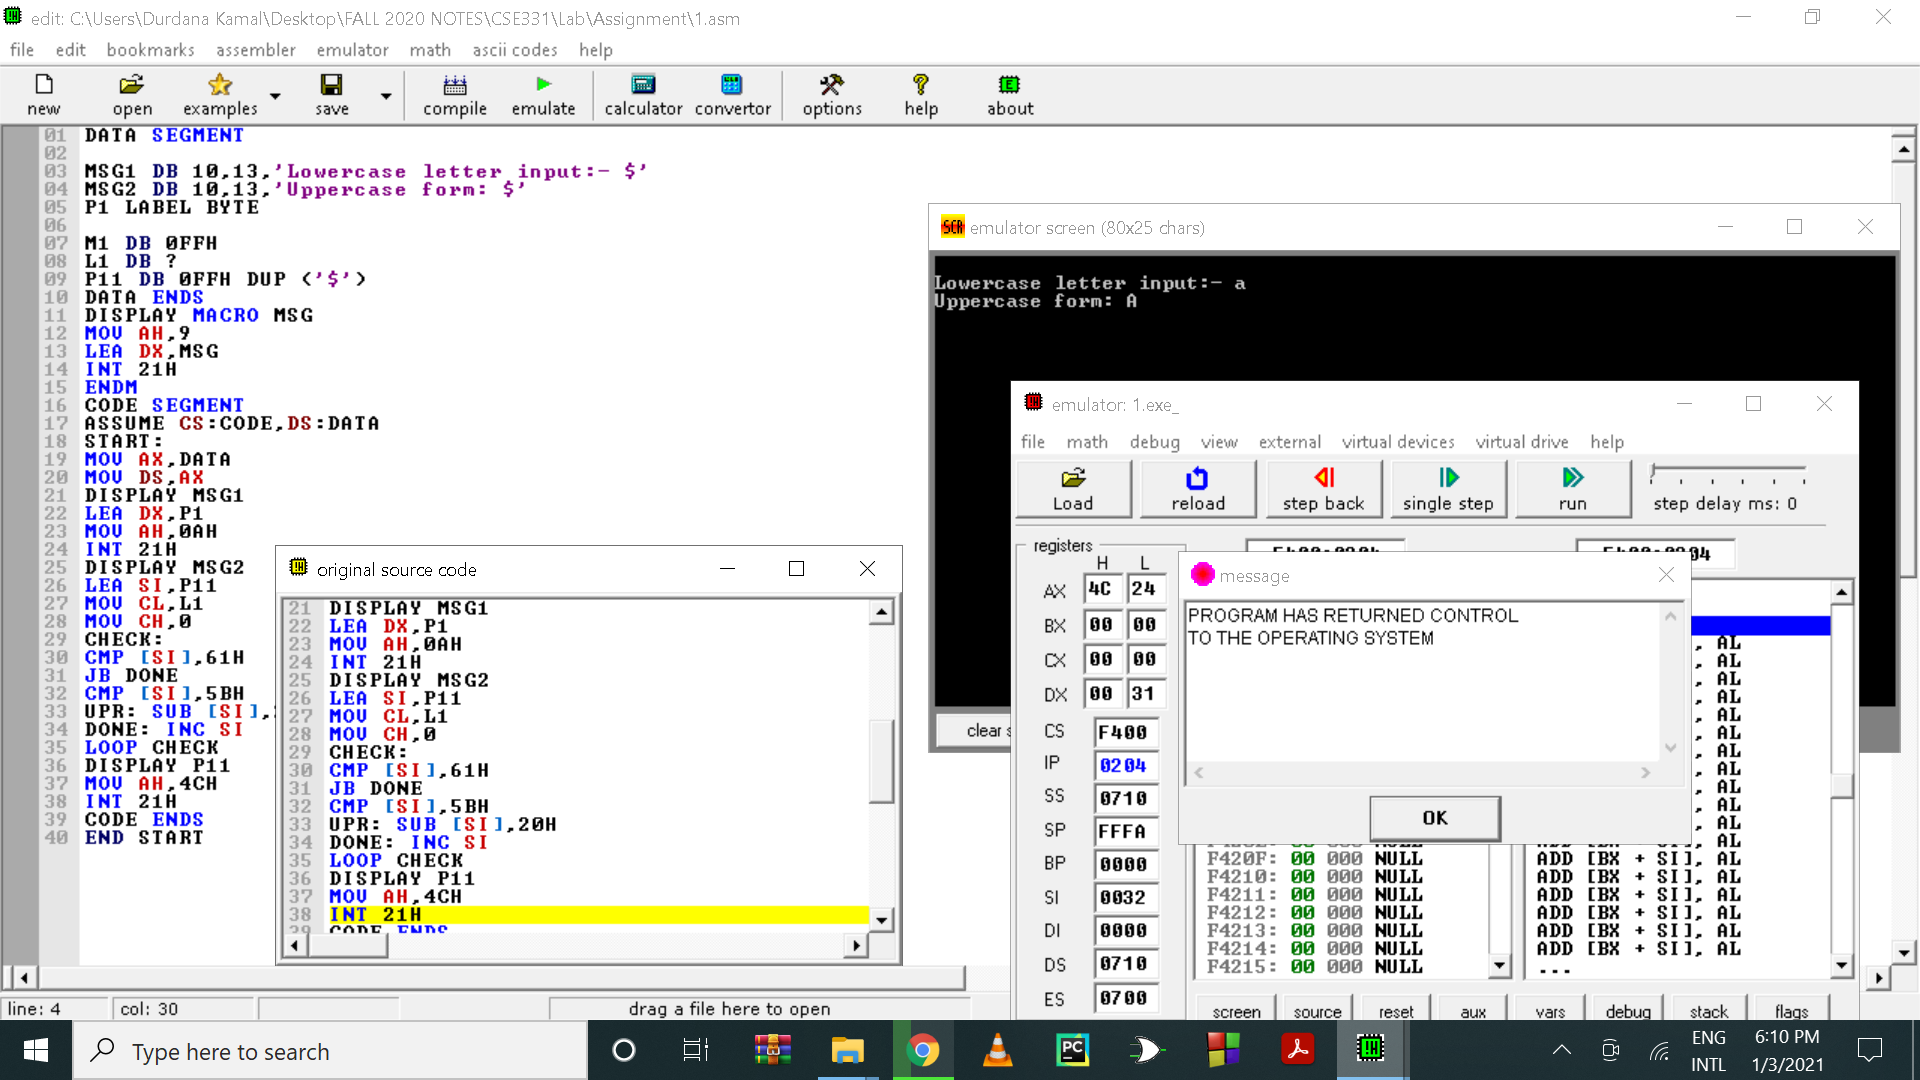 edit: C:\Users\Durdana Kamal\Desktop\FALL 2020 NOTES\CSE331\Lab\Assignment\1.asm
file edit bookmarks assembler emulator math ascii codes help
new open examples save compile emulate calculator convertor options help about
01 DATA SEGMENT
02
03 MSG1 DB 10,13,'Lowercase letter input:- $'
04 MSG2 DB 10,13,'Uppercase form: $'
05 P1 LABEL BYTE
06
07 M1 DB 0FFH
08 L1 DB ?
09 P11 DB 0FFH DUP ('$')
10 DATA ENDS
11 DISPLAY MACRO MSG
12 MOV AH,9
13 LEA DX,MSG
14 INT 21H
15 ENDM
16 CODE SEGMENT
17 ASSUME CS:CODE,DS:DATA
18 START:
19 MOV AX,DATA
20 MOV DS,AX
21 DISPLAY MSG1
22 LEA DX,P1
23 MOV AH,0AH
24 INT 21H
25 DISPLAY MSG2
26 LEA SI,P11
27 MOV CL,L1
28 MOV CH,0
29 CHECK:
30 CMP [SI],61H
31 JB DONE
32 CMP [SI],5BH
33 UPR: SUB [SI],
34 DONE: INC SI
35 LOOP CHECK
36 DISPLAY P11
37 MOV AH,4CH
38 INT 21H
39 CODE ENDS
40 END START
original source code
21 DISPLAY MSG1
22 LEA DX,P1
23 MOV AH,0AH
24 INT 21H
25 DISPLAY MSG2
26 LEA SI,P11
27 MOV CL,L1
28 MOV CH,0
29 CHECK:
30 CMP [SI],61H
31 JB DONE
32 CMP [SI],5BH
33 UPR: SUB [SI],20H
34 DONE: INC SI
35 LOOP CHECK
36 DISPLAY P11
37 MOV AH,4CH
38 INT 21H
39 CODE ENDS
SCR emulator screen (80x25 chars)
Lowercase letter input:- a
Uppercase form: A
clear
emulator: 1.exe_
file math debug view external virtual devices virtual drive help
Load reload step back single step run step delay ms: 0
registers
H L
AX 4C 24
BX 00 00
CX 00 00
DX 00 31
CS F400
IP 0204
SS 0710
SP FFFA
BP 0000
SI 0032
DI 0000
DS 0710
ES 0700
message
PROGRAM HAS RETURNED CONTROL
TO THE OPERATING SYSTEM
OK
, AL
, AL
, AL
, AL
, AL
, AL
, AL
, AL
, AL
, AL
, AL
F420F: 00 000 NULL
F4210: 00 000 NULL
F4211: 00 000 NULL
F4212: 00 000 NULL
F4213: 00 000 NULL
F4214: 00 000 NULL
F4215: 00 000 NULL
ADD [BX + SI], AL
ADD [BX + SI], AL
ADD [BX + SI], AL
ADD [BX + SI], AL
ADD [BX + SI], AL
ADD [BX + SI], AL
...
screen source reset aux vars debug stack flags
line: 4 col: 30 drag a file here to open
Type here to search
PC
ENG
INTL
6:10 PM
1/3/2021